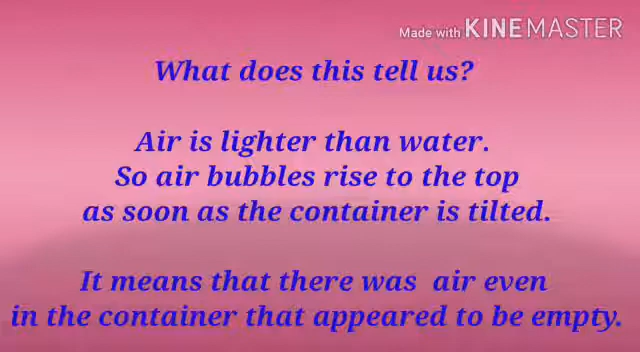 Made with KINEMASTER
What does this tell us?
Air is lighter than water.
So air bubbles rise to the top
as soon as the container is tilted.
It means that there was air even
in the container that appeared to be empty.